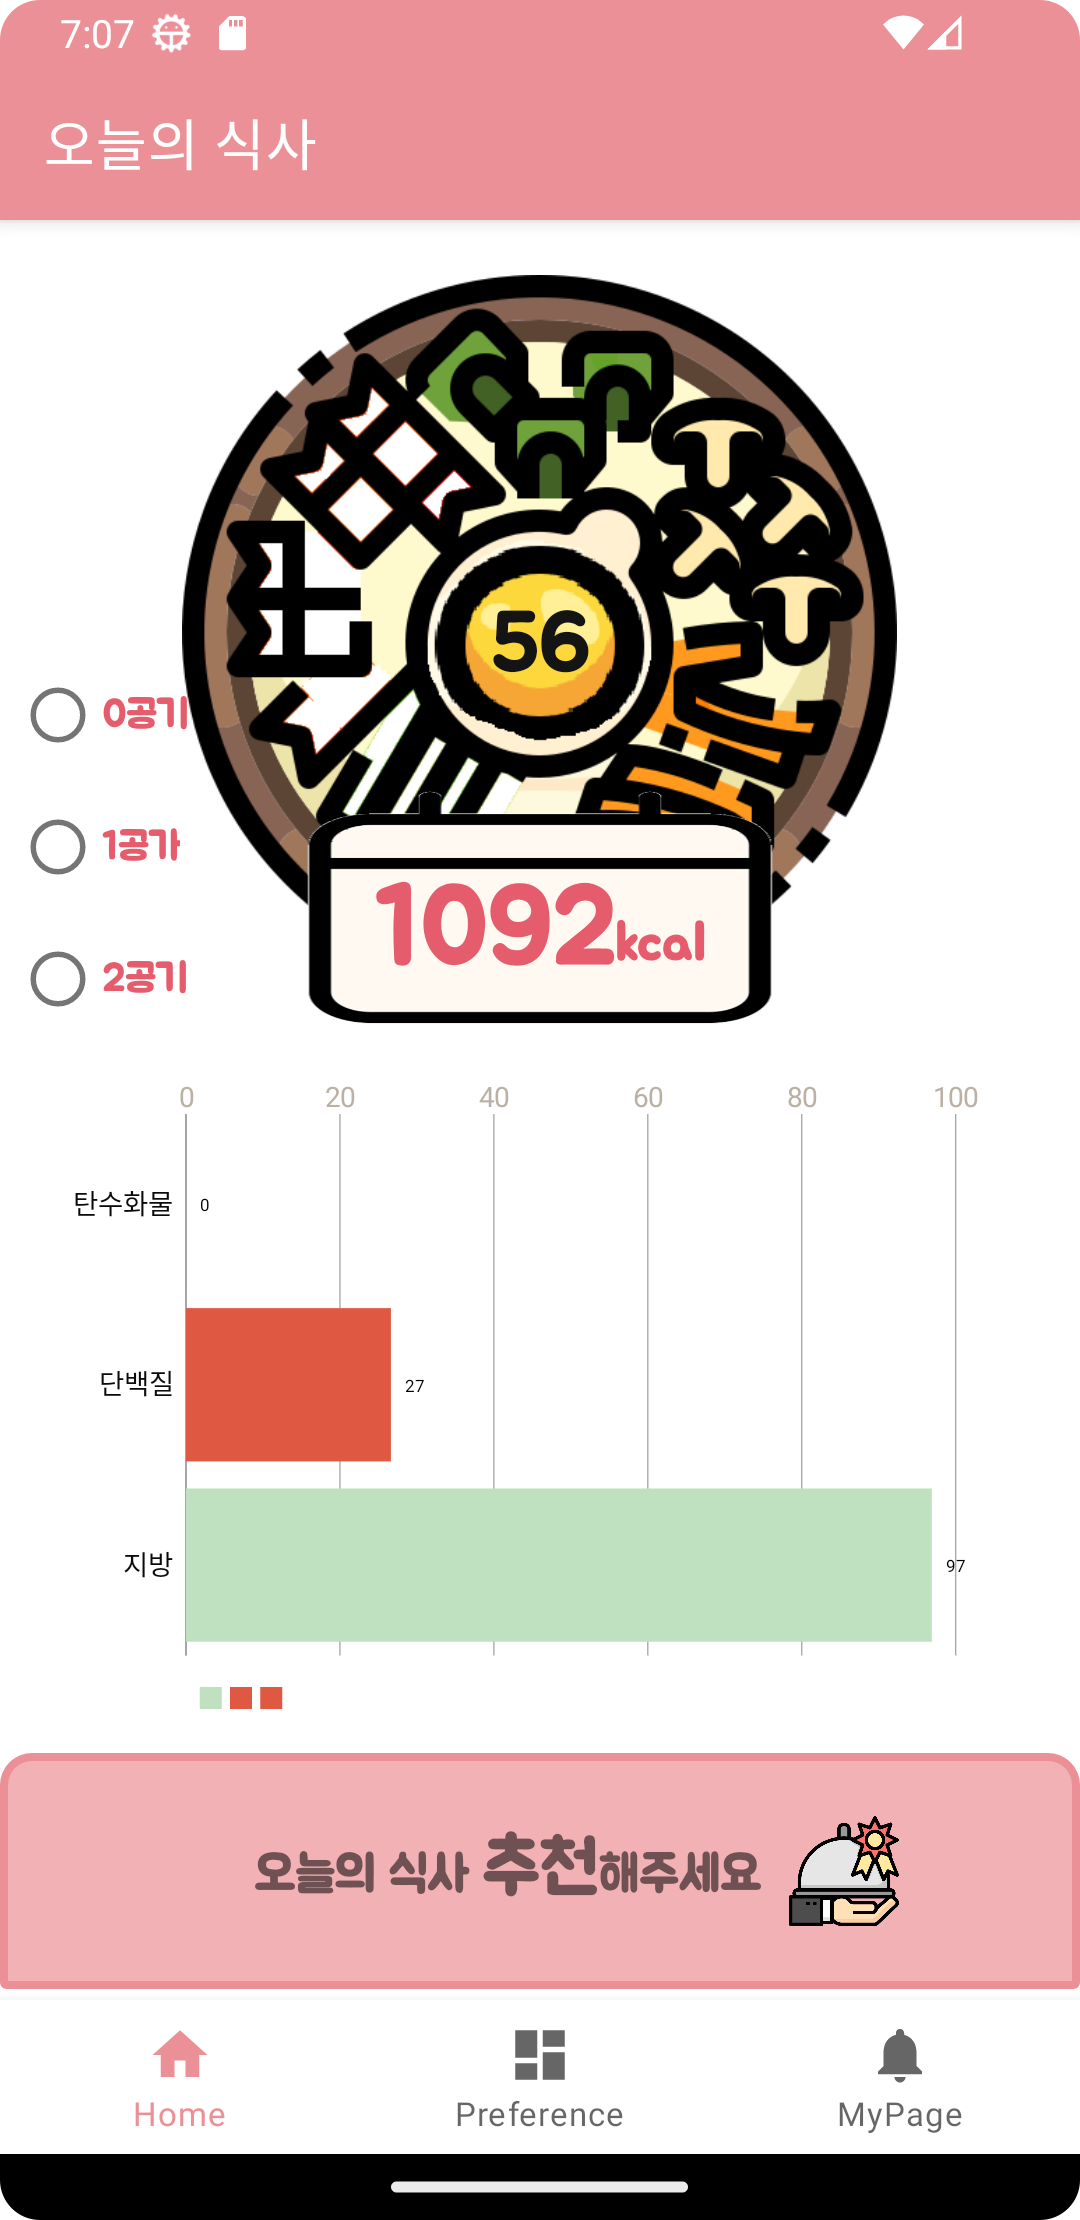 7:07
오늘의 식사
56
0공기
1공가
2공기
1092kcal
0 20 40 60 80 100
탄수화물 0
단백질 27
지방 97
오늘의 식사 추천해주세요
Home Preference MyPage